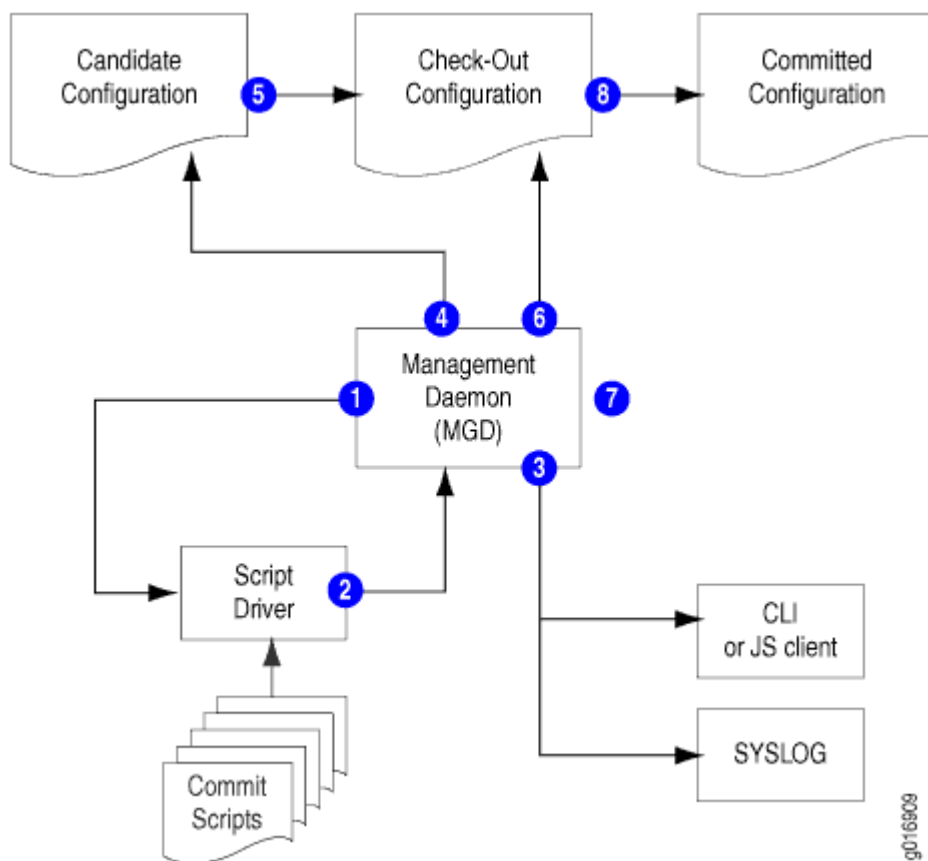 Candidate
Configuration
5
Check-Out
Configuration
8
Committed
Configuration
4
6
1
Management
Daemon
(MGD)
7
3
Script
Driver
2
CLI
or JS client
SYSLOG
Commit
Scripts
g016909